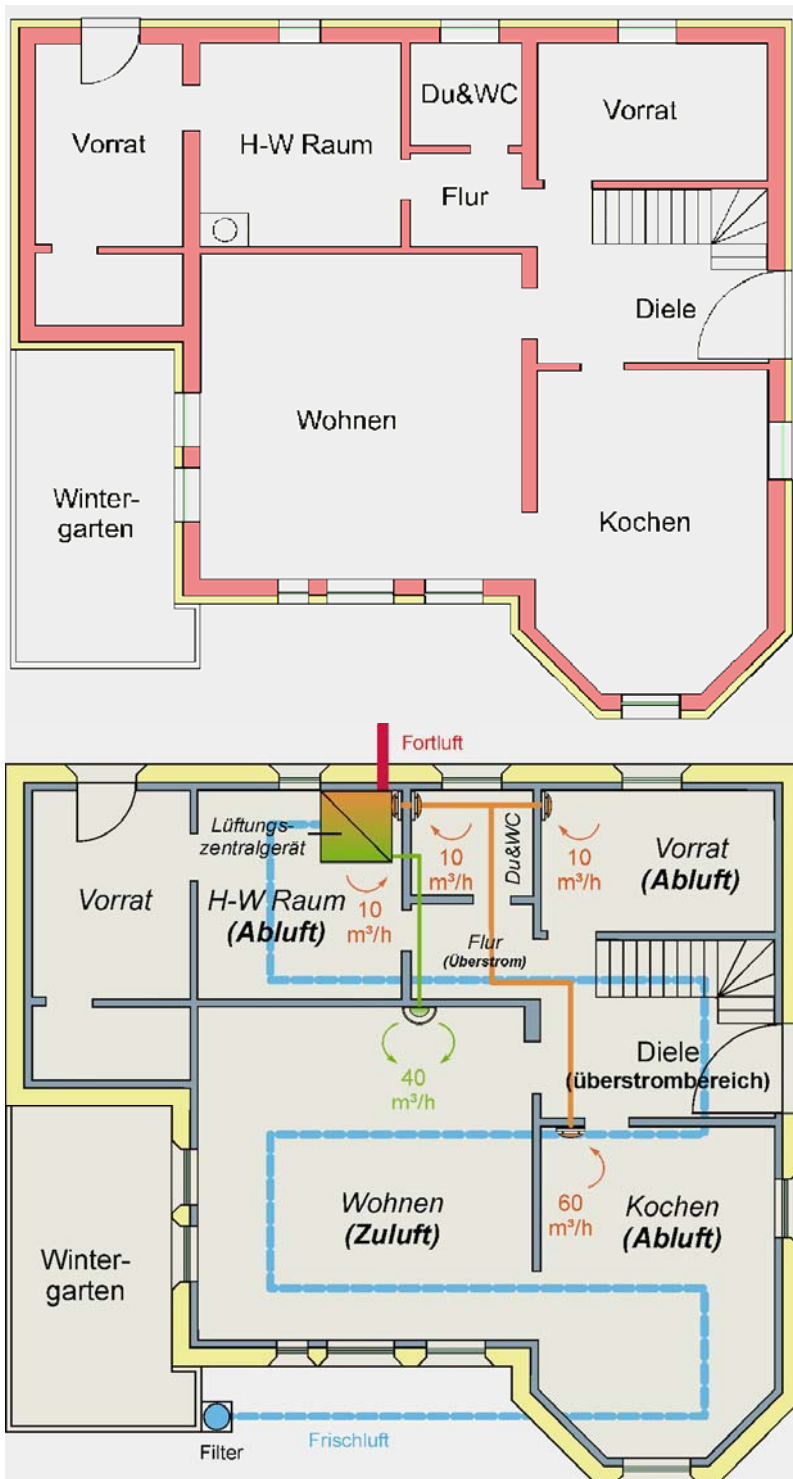 Vorrat
H-W Raum
Du&WC
Vorrat
Flur
Diele
Wohnen
Kochen
Winter-
garten
Fortluft
Lüftungs-
zentralgerät
Vorrat
H-W Raum
(Abluft)
10
m³/h
10
m³/h
Du&WC
10
m³/h
Vorrat
(Abluft)
Flur
(Überstrom)
Diele
(überstrombereich)
40
m³/h
Wohnen
(Zuluft)
60
m³/h
Kochen
(Abluft)
Winter-
garten
Filter
Frischluft